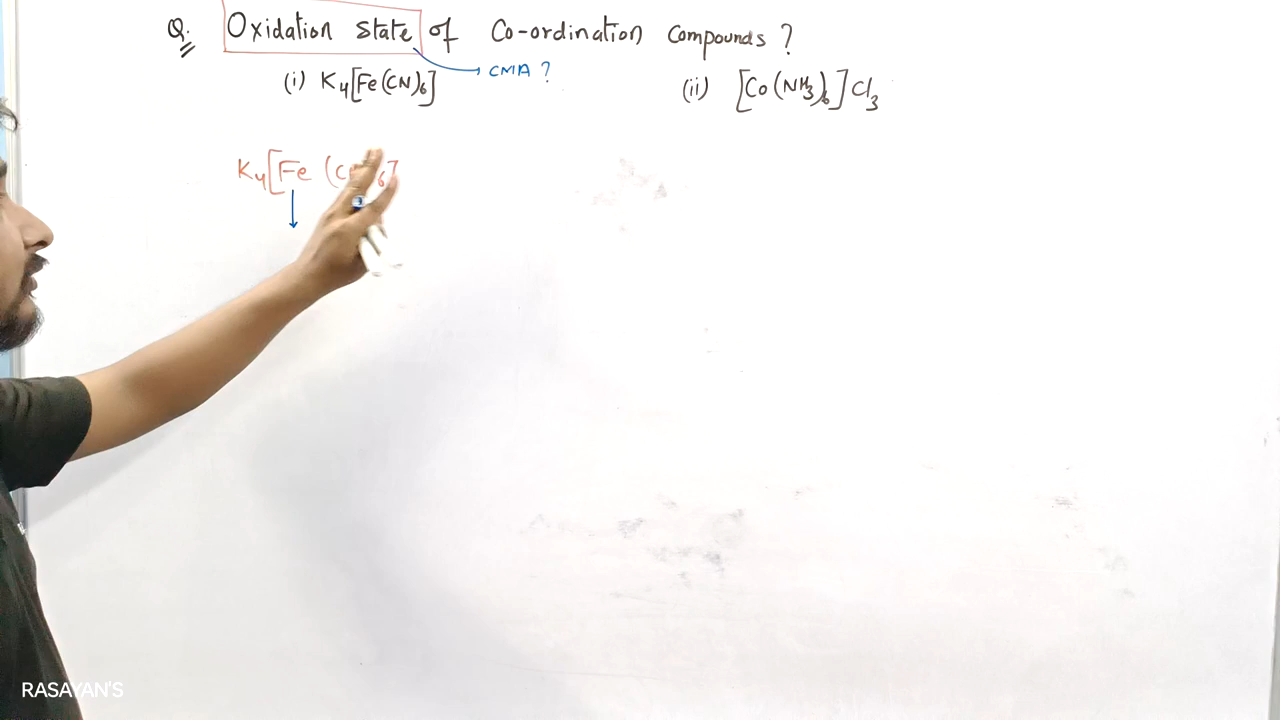 Q. Oxidation state of Co-ordination Compounds ?
CMA ?
(i) K4[Fe(CN)6]
(ii) [Co(NH3)6]Cl3
K4[Fe (C 6]
RASAYAN'S